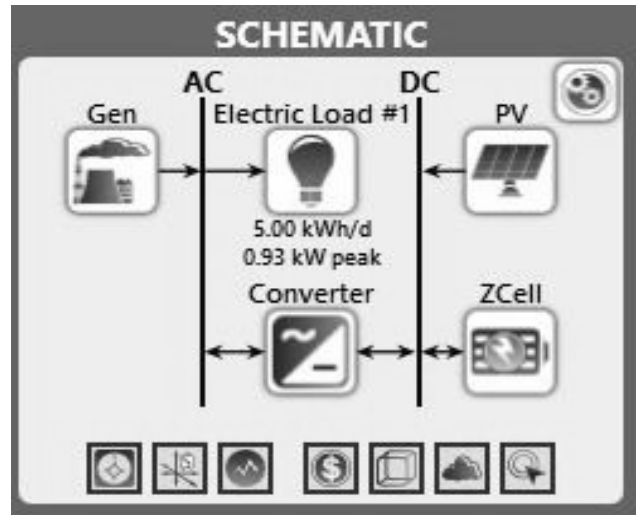 SCHEMATIC
AC DC
Gen Electric Load #1 PV
5.00 kWh/d
0.93 kW peak
Converter ZCell